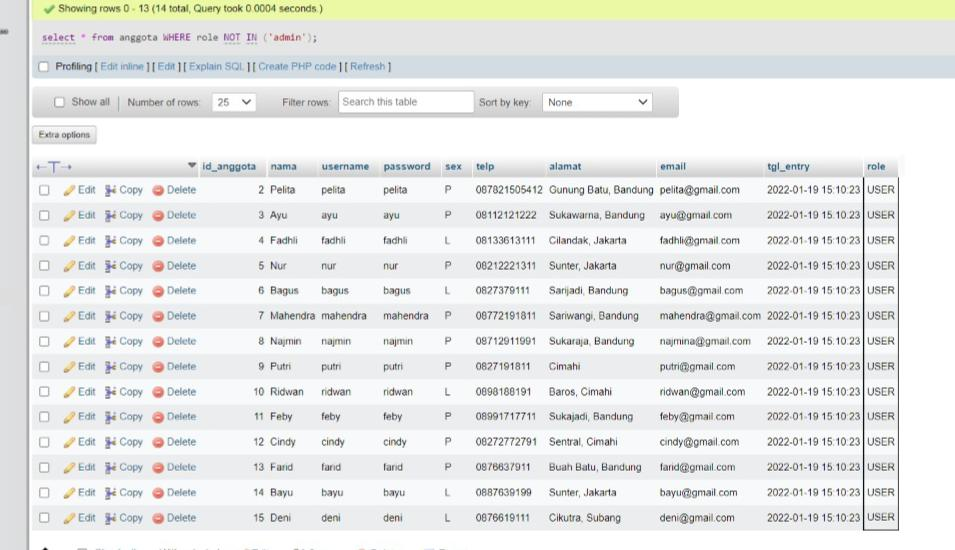 Showing rows 0 - 13 (14 total, Query took 0.0004 seconds.)
select * from anggota WHERE role NOT IN ('admin');
Profiling [ Edit inline ] [ Edit ] [ Explain SQL ] [ Create PHP code ] [ Refresh ]
Show all Number of rows: 25 Filter rows: Search this table Sort by key: None
Extra options
←T→ id_anggota nama username password sex telp alamat email tgl_entry role
Edit Copy Delete 2 Pelita pelita pelita P 087821505412 Gunung Batu, Bandung pelita@gmail.com 2022-01-19 15:10:23 USER
Edit Copy Delete 3 Ayu ayu ayu P 08112121222 Sukawarna, Bandung ayu@gmail.com 2022-01-19 15:10:23 USER
Edit Copy Delete 4 Fadhli fadhli fadhli L 08133613111 Cilandak, Jakarta fadhli@gmail.com 2022-01-19 15:10:23 USER
Edit Copy Delete 5 Nur nur nur P 08212221311 Sunter, Jakarta nur@gmail.com 2022-01-19 15:10:23 USER
Edit Copy Delete 6 Bagus bagus bagus L 0827379111 Sarijadi, Bandung bagus@gmail.com 2022-01-19 15:10:23 USER
Edit Copy Delete 7 Mahendra mahendra mahendra P 08772191811 Sariwangi, Bandung mahendra@gmail.com 2022-01-19 15:10:23 USER
Edit Copy Delete 8 Najmin najmin najmin P 08712911991 Sukaraja, Bandung najmina@gmail.com 2022-01-19 15:10:23 USER
Edit Copy Delete 9 Putri putri putri P 0827191811 Cimahi putri@gmail.com 2022-01-19 15:10:23 USER
Edit Copy Delete 10 Ridwan ridwan ridwan L 0898188191 Baros, Cimahi ridwan@gmail.com 2022-01-19 15:10:23 USER
Edit Copy Delete 11 Feby feby feby P 08991717711 Sukajadi, Bandung feby@gmail.com 2022-01-19 15:10:23 USER
Edit Copy Delete 12 Cindy cindy cindy P 08272772791 Sentral, Cimahi cindy@gmail.com 2022-01-19 15:10:23 USER
Edit Copy Delete 13 Farid farid farid P 0876637911 Buah Batu, Bandung farid@gmail.com 2022-01-19 15:10:23 USER
Edit Copy Delete 14 Bayu bayu bayu L 0887639199 Sunter, Jakarta bayu@gmail.com 2022-01-19 15:10:23 USER
Edit Copy Delete 15 Deni deni deni L 0876619111 Cikutra, Subang deni@gmail.com 2022-01-19 15:10:23 USER